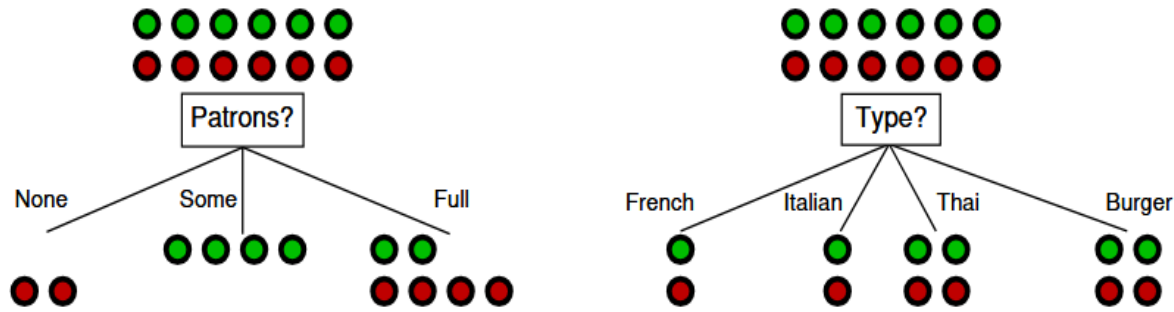 Patrons?
None
Some
Full
Type?
French
Italian
Thai
Burger